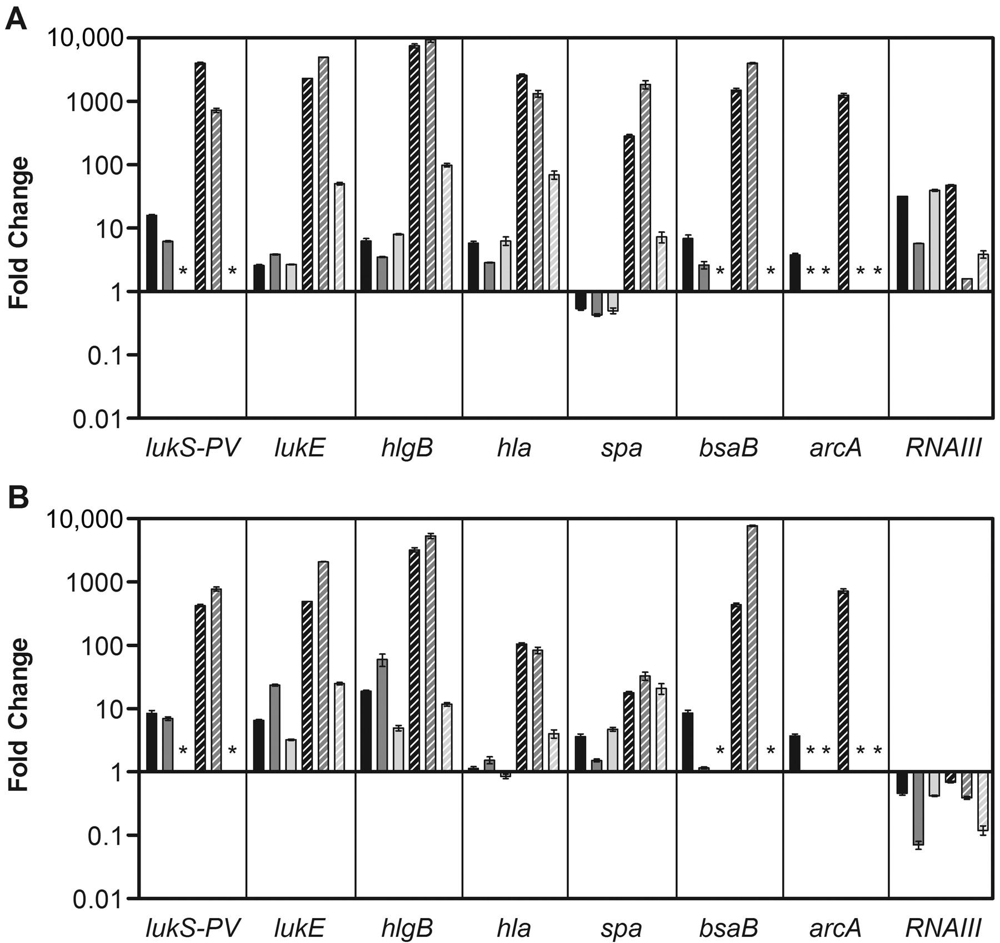 A
10,000
1000
100
10
1
0.1
0.01
Fold Change
* * * * * * * *
lukS-PV lukE hlgB hla spa bsaB arcA RNAIII
B
10,000
1000
100
10
1
0.1
0.01
Fold Change
* * * * * * * *
lukS-PV lukE hlgB hla spa bsaB arcA RNAIII